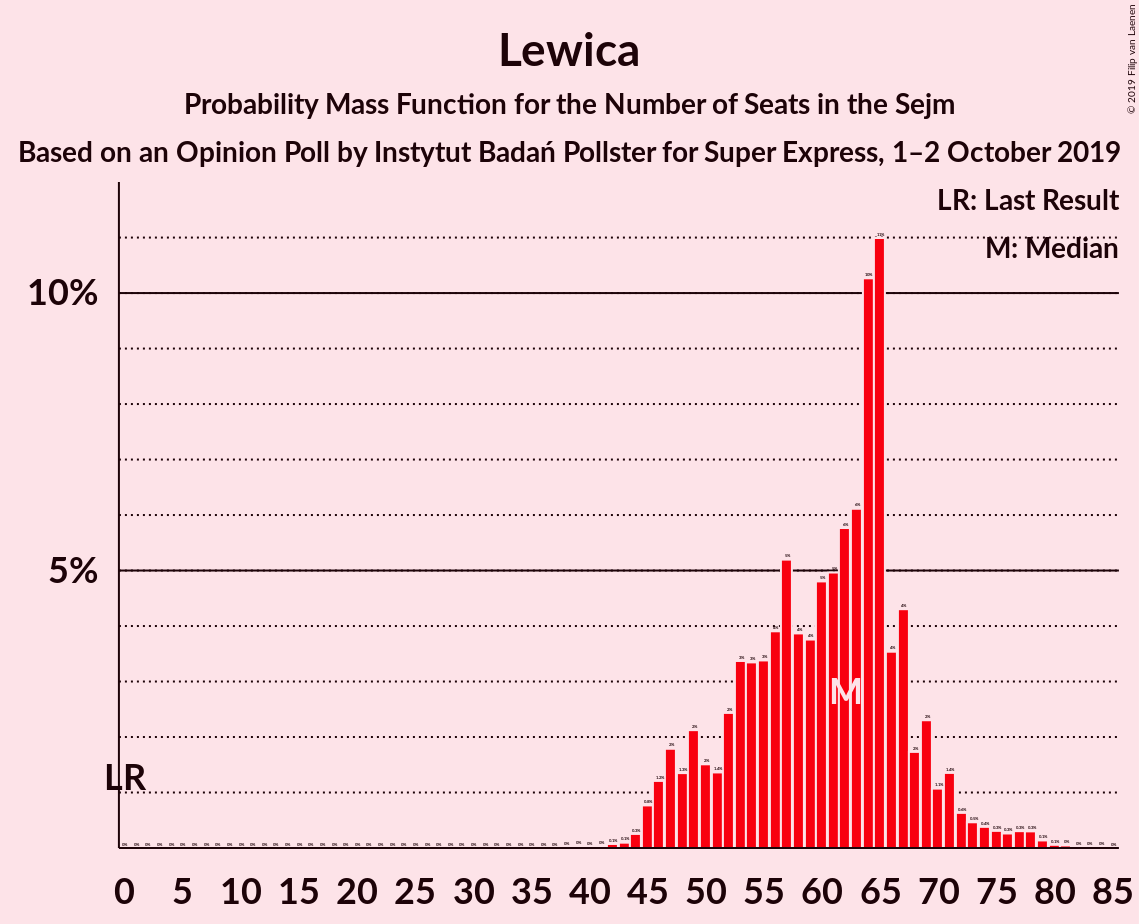 Lewica
Probability Mass Function for the Number of Seats in the Sejm
Based on an Opinion Poll by Instytut Badań Pollster for Super Express, 1–2 October 2019
© 2019 Filip van Laenen
LR: Last Result
M: Median
10%
5%
LR
M
0 5 10 15 20 25 30 35 40 45 50 55 60 65 70 75 80 85